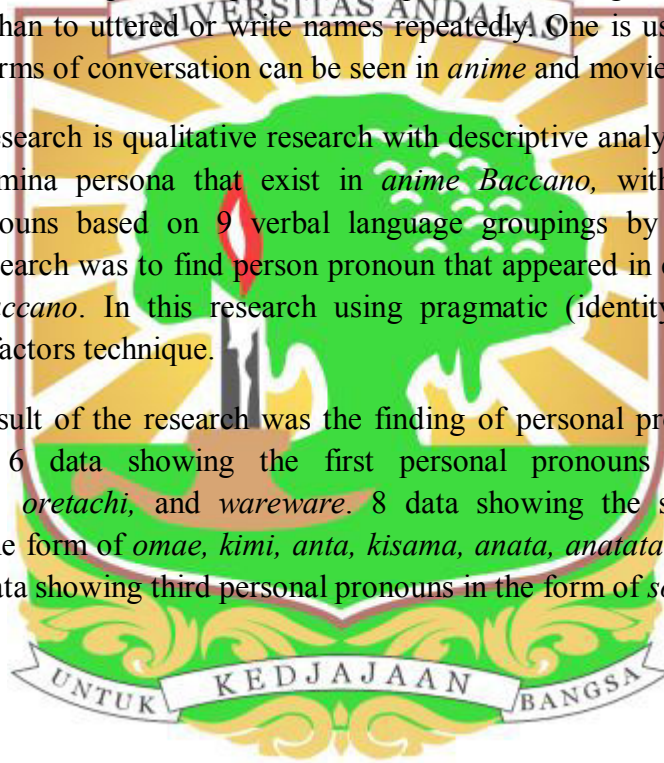 UNIVERSITAS ANDALAS
han to uttered or write names repeatedly. One is us
rms of conversation can be seen in anime and movie
esearch is qualitative research with descriptive analy
mina persona that exist in anime Baccano, with
ouns based on 9 verbal language groupings by
earch was to find person pronoun that appeared in
ccano. In this research using pragmatic (identity
factors technique.
sult of the research was the finding of personal pr
6 data showing the first personal pronouns
oretachi, and wareware. 8 data showing the s
e form of omae, kimi, anta, kisama, anata, anatata
ata showing third personal pronouns in the form of s
UNTUK KEDJAJAAN BANGSA